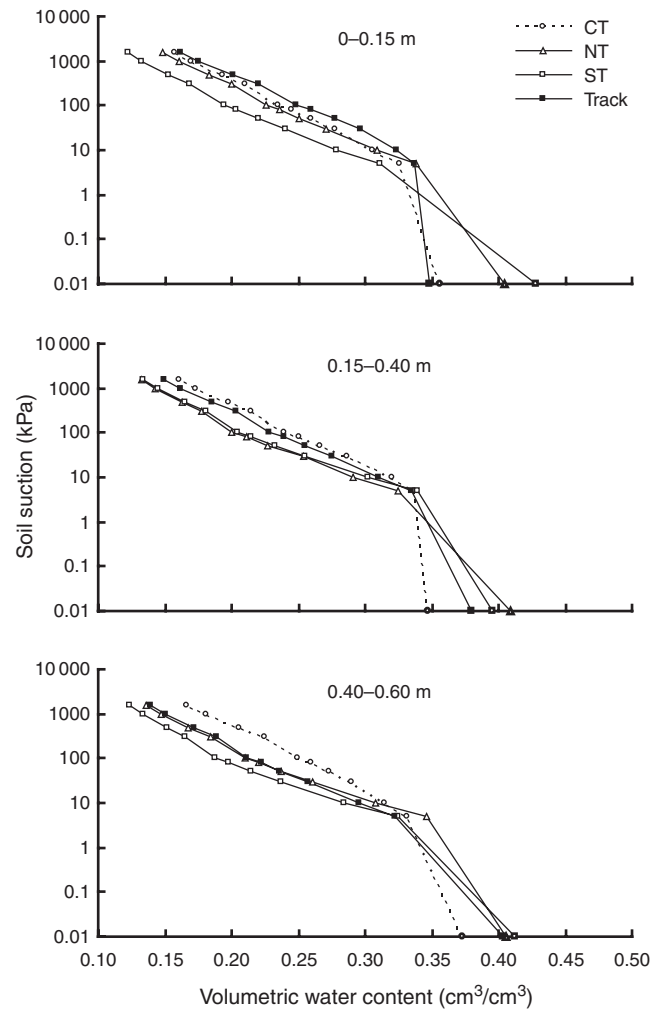 10 000
1000
100
10
1
0.1
0.01
0–0.15 m
CT
NT
ST
Track
10 000
1000
100
10
1
0.1
0.01
0.15–0.40 m
Soil suction (kPa)
10 000
1000
100
10
1
0.1
0.01
0.40–0.60 m
0.10 0.15 0.20 0.25 0.30 0.35 0.40 0.45 0.50
Volumetric water content (cm³/cm³)